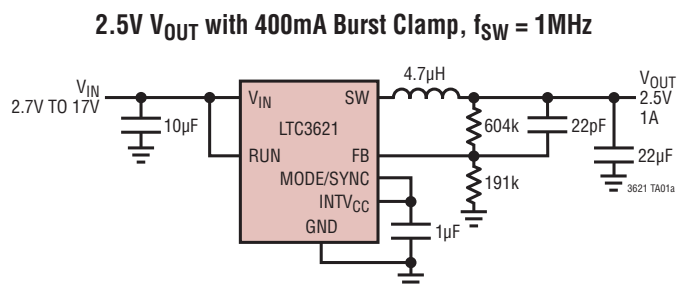 2.5V VOUT with 400mA Burst Clamp, fSW = 1MHz
VIN
2.7V TO 17V
10µF
VIN
SW
LTC3621
RUN
FB
MODE/SYNC
INTVCC
GND
4.7µH
604k
22pF
191k
1µF
VOUT
2.5V
1A
22µF
3621 TA01a